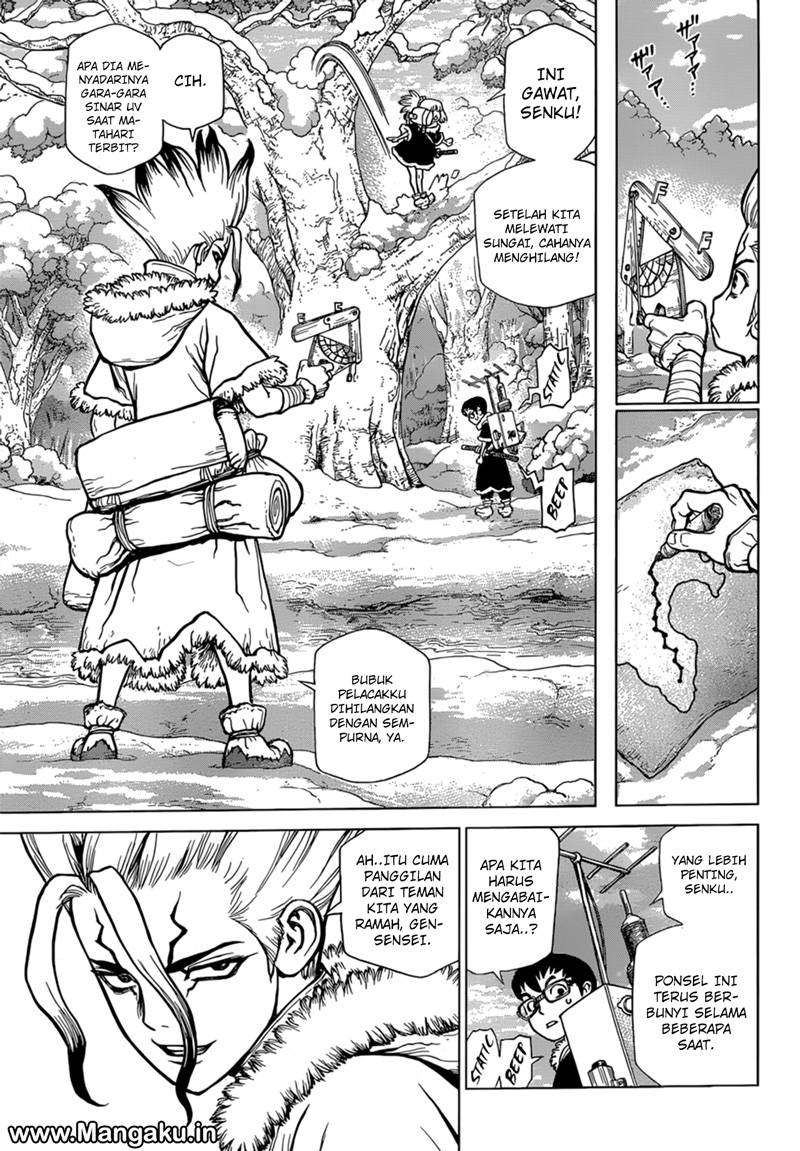 ザァァァ...
ザァァ...
F
F
INI
GAWAT,
SENKU!
SETELAH KITA
MELEWATI
SUNGAI, CAHANYA
MENGHILANG!
CIH.
APA DIA ME-
NYADARINYA
GARA-GARA
SINAR UV
SAAT MA-
TAHARI
TERBIT?
F
F
STATIC
BEEP
BUBUK
PELACAKKU
DIHILANGKAN
DENGAN SEM-
PURNA, YA.
YANG LEBIH
PENTING,
SENKU..
PONSEL INI
TERUS BER-
BUNYI SELAMA
BEBERAPA
SAAT.
APA KITA
HARUS
MENGABAI-
KANNYA
SAJA..?
STATIC
BEEP
AH..ITU CUMA
PANGGILAN
DARI TEMAN
KITA YANG
RAMAH, GEN-
SENSEI.
www.Mangaku.in